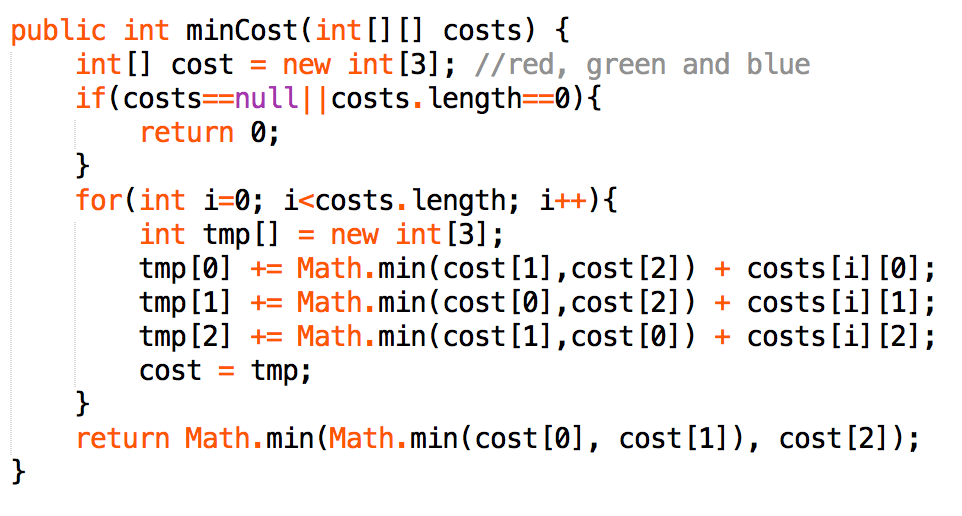 public int minCost(int[][] costs) {
    int[] cost = new int[3]; //red, green and blue
    if(costs==null||costs.length==0){
        return 0;
    }
    for(int i=0; i<costs.length; i++){
        int tmp[] = new int[3];
        tmp[0] += Math.min(cost[1],cost[2]) + costs[i][0];
        tmp[1] += Math.min(cost[0],cost[2]) + costs[i][1];
        tmp[2] += Math.min(cost[1],cost[0]) + costs[i][2];
        cost = tmp;
    }
    return Math.min(Math.min(cost[0], cost[1]), cost[2]);
}